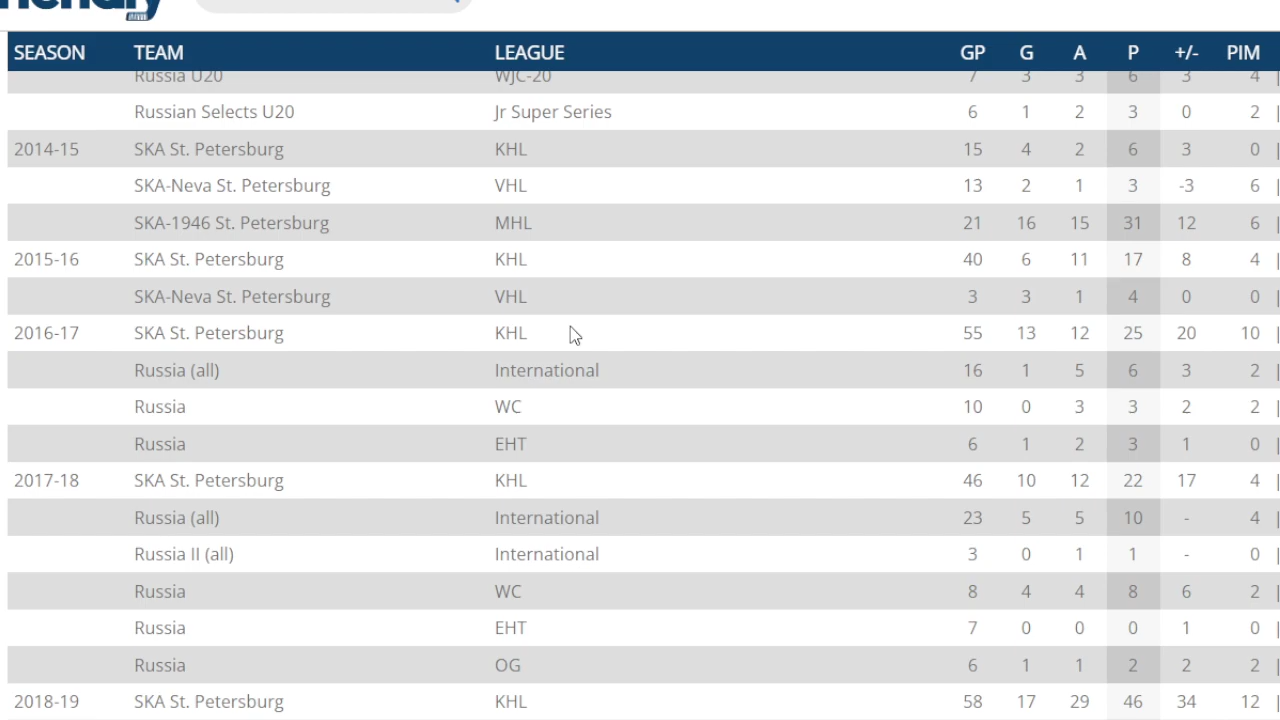 SEASON TEAM LEAGUE GP G A P +/- PIM
Russia U20 WJC-20 7 3 3 6 3 4
Russian Selects U20 Jr Super Series 6 1 2 3 0 2
2014-15 SKA St. Petersburg KHL 15 4 2 6 3 0
SKA-Neva St. Petersburg VHL 13 2 1 3 -3 6
SKA-1946 St. Petersburg MHL 21 16 15 31 12 6
2015-16 SKA St. Petersburg KHL 40 6 11 17 8 4
SKA-Neva St. Petersburg VHL 3 3 1 4 0 0
2016-17 SKA St. Petersburg KHL 55 13 12 25 20 10
Russia (all) International 16 1 5 6 3 2
Russia WC 10 0 3 3 2 2
Russia EHT 6 1 2 3 1 0
2017-18 SKA St. Petersburg KHL 46 10 12 22 17 4
Russia (all) International 23 5 5 10 - 4
Russia II (all) International 3 0 1 1 - 0
Russia WC 8 4 4 8 6 2
Russia EHT 7 0 0 0 1 0
Russia OG 6 1 1 2 2 2
2018-19 SKA St. Petersburg KHL 58 17 29 46 34 12